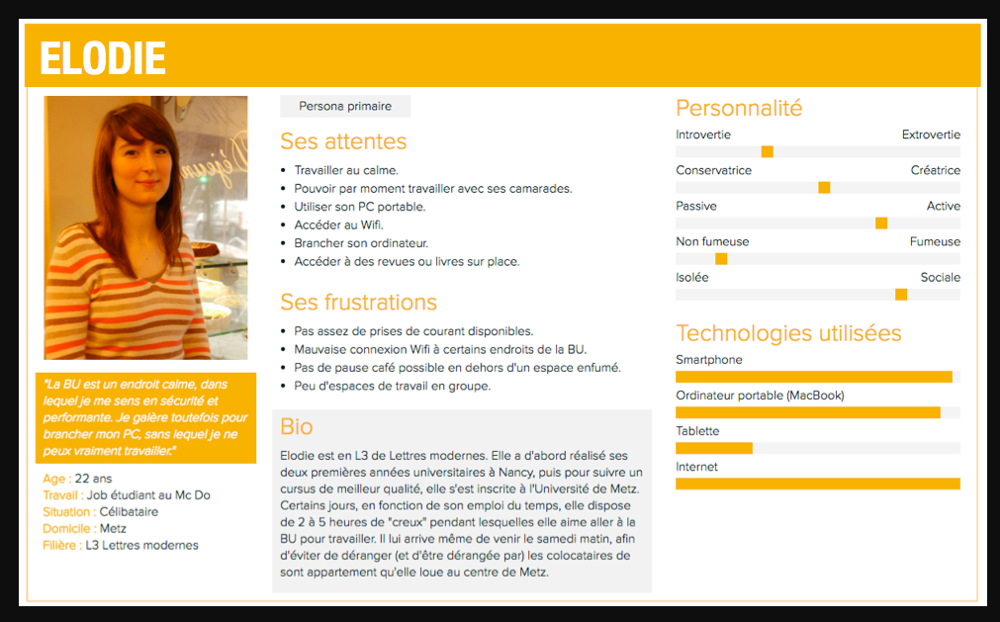 ELODIE
Déjeun
"La BU est un endroit calme, dans
lequel je me sens en sécurité et
performante. Je galère toutefois pour
brancher mon PC, sans lequel je ne
peux vraiment travailler."
Age : 22 ans
Travail : Job étudiant au Mc Do
Situation : Célibataire
Domicile : Metz
Filière : L3 Lettres modernes
Persona primaire
Ses attentes
• Travailler au calme.
• Pouvoir par moment travailler avec ses camarades.
• Utiliser son PC portable.
• Accéder au Wifi.
• Brancher son ordinateur.
• Accéder à des revues ou livres sur place.
Ses frustrations
• Pas assez de prises de courant disponibles.
• Mauvaise connexion Wifi à certains endroits de la BU.
• Pas de pause café possible en dehors d'un espace enfumé.
• Peu d'espaces de travail en groupe.
Bio
Elodie est en L3 de Lettres modernes. Elle a d'abord réalisé ses
deux premières années universitaires à Nancy, puis pour suivre un
cursus de meilleur qualité, elle s'est inscrite à l'Université de Metz.
Certains jours, en fonction de son emploi du temps, elle dispose
de 2 à 5 heures de "creux" pendant lesquelles elle aime aller à la
BU pour travailler. Il lui arrive même de venir le samedi matin, afin
d'éviter de déranger (et d'être dérangée par) les colocataires de
sont appartement qu'elle loue au centre de Metz.
Personnalité
Introvertie Extrovertie
Conservatrice Créatrice
Passive Active
Non fumeuse Fumeuse
Isolée Sociale
Technologies utilisées
Smartphone
Ordinateur portable (MacBook)
Tablette
Internet